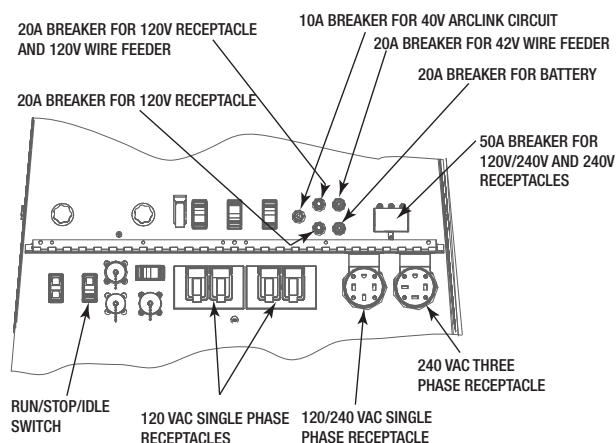 20A BREAKER FOR 120V RECEPTACLE
AND 120V WIRE FEEDER
10A BREAKER FOR 40V ARCLINK CIRCUIT
20A BREAKER FOR 42V WIRE FEEDER
20A BREAKER FOR BATTERY
20A BREAKER FOR 120V RECEPTACLE
50A BREAKER FOR
120V/240V AND 240V
RECEPTACLES
240 VAC THREE
PHASE RECEPTACLE
RUN/STOP/IDLE
SWITCH
120 VAC SINGLE PHASE
RECEPTACLES
120/240 VAC SINGLE
PHASE RECEPTACLE